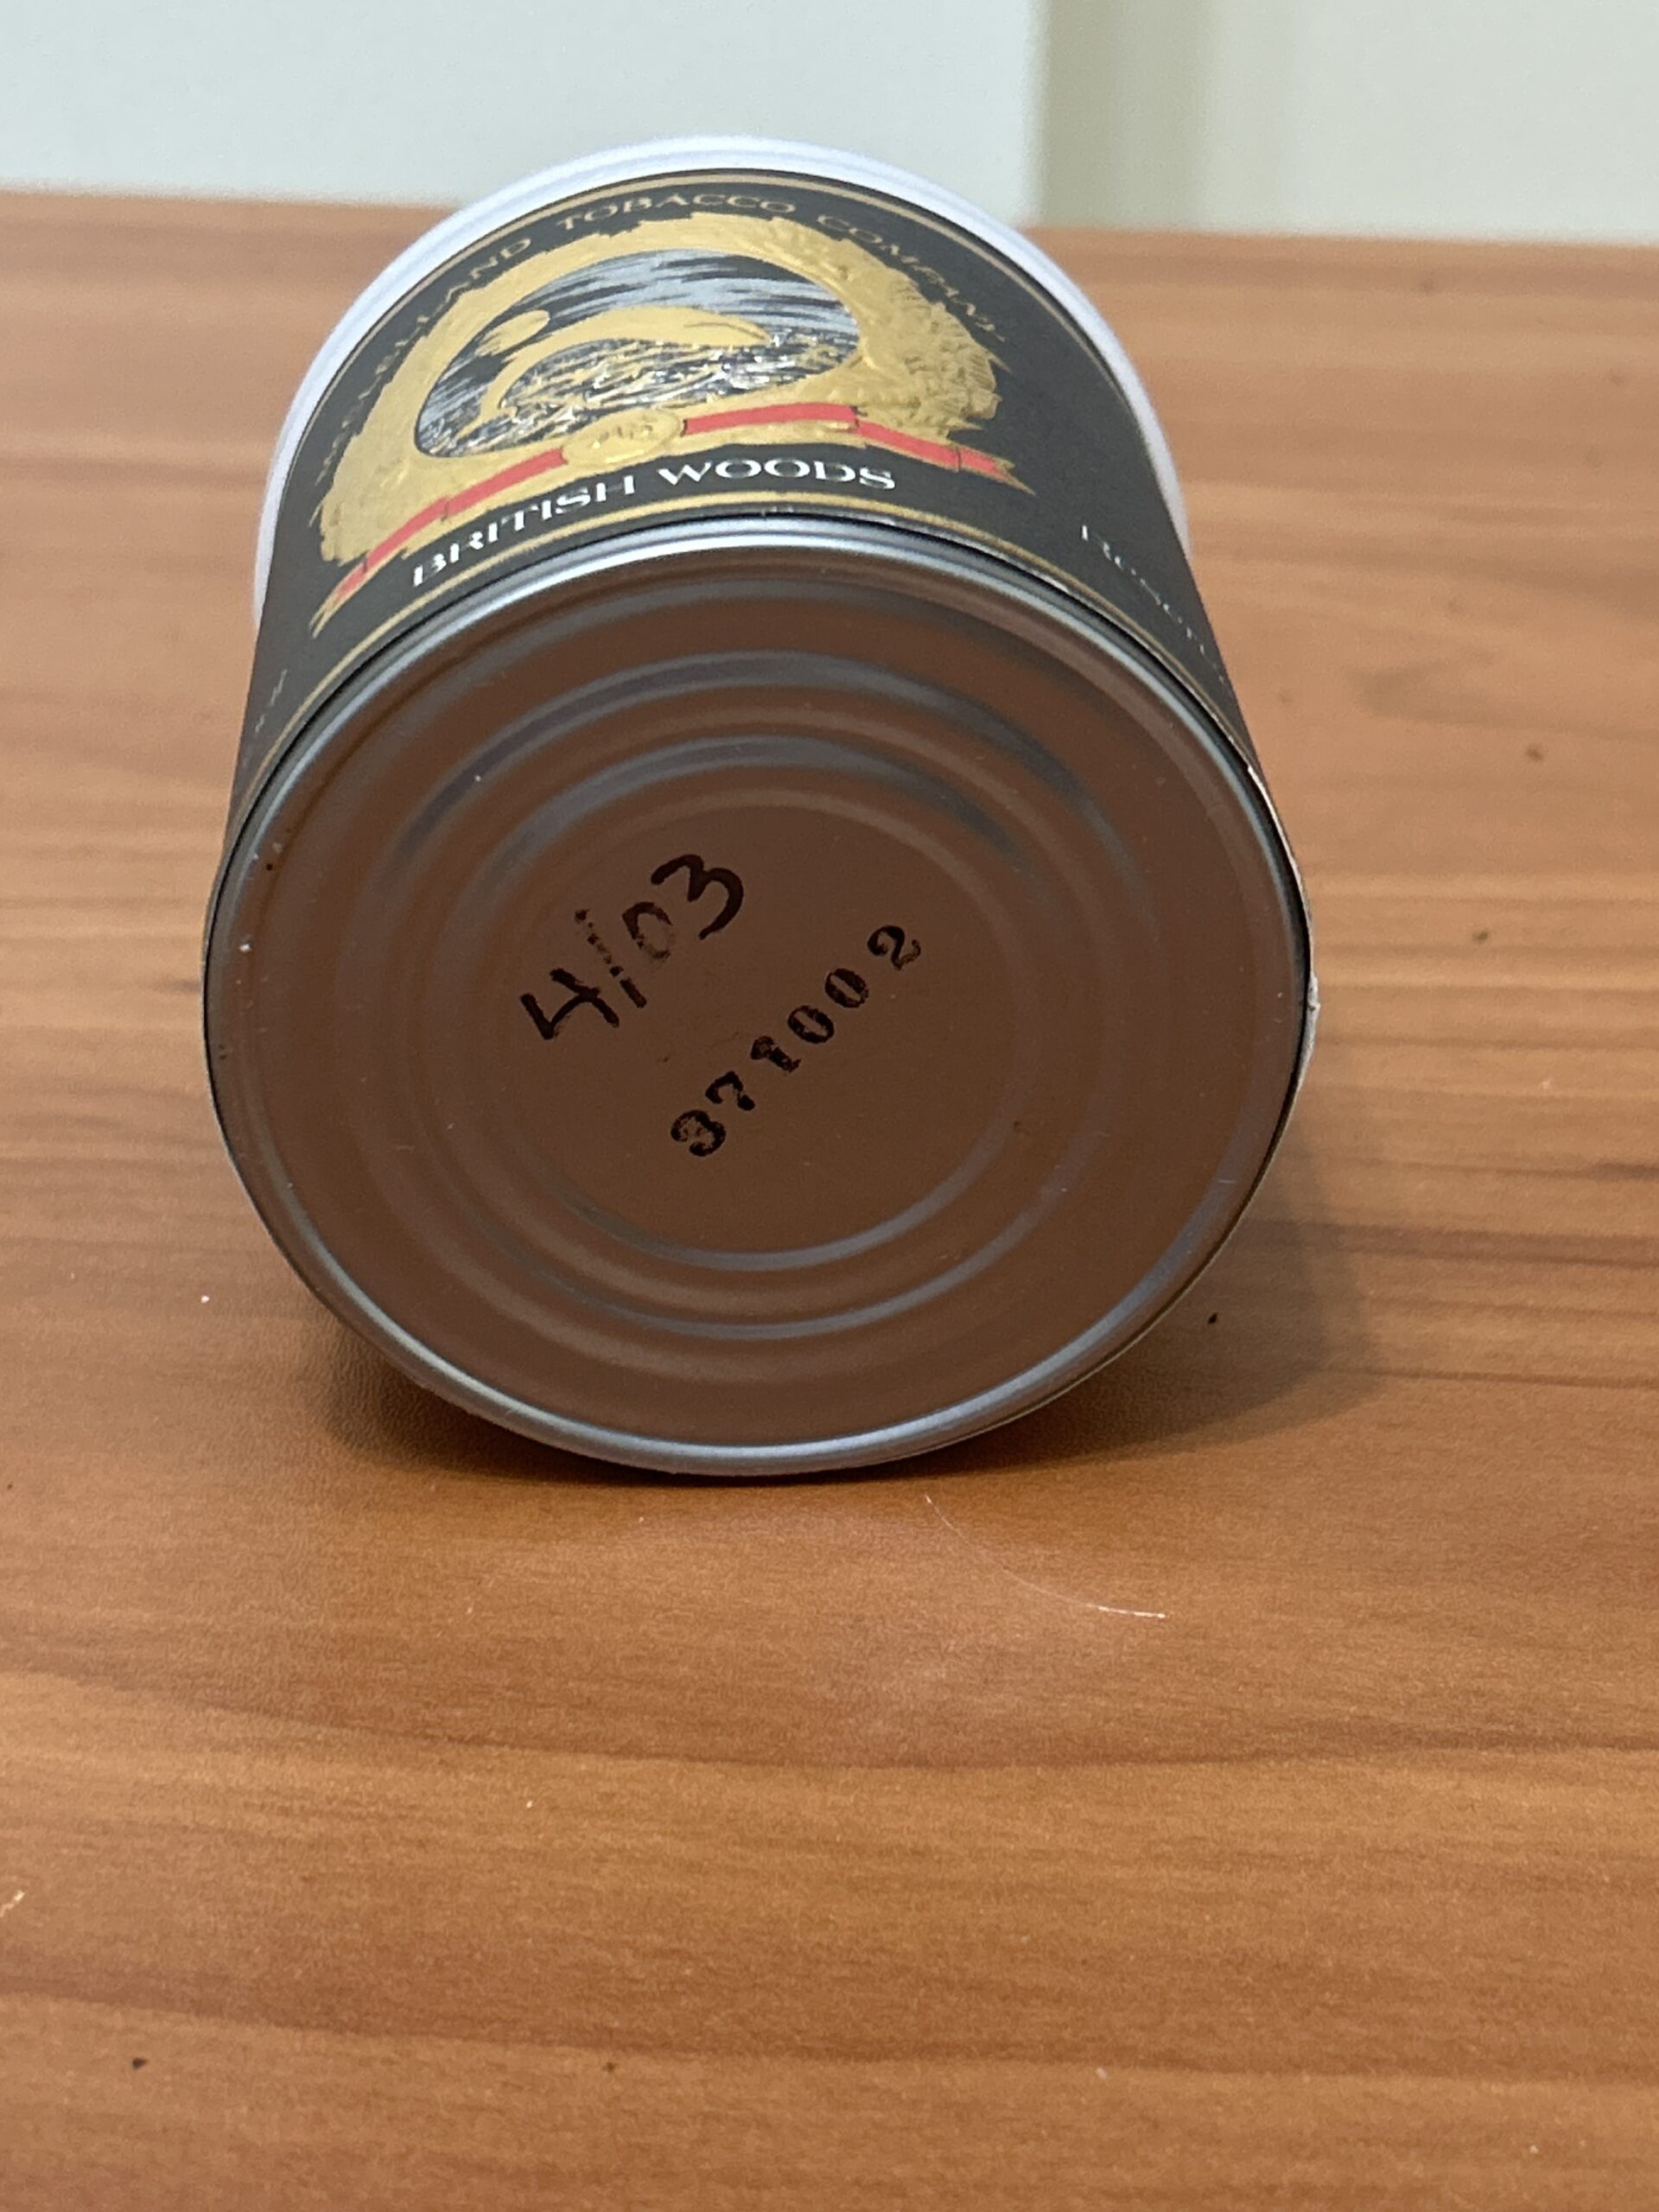 TOBACCO COMPANY
BRITISH WOODS
4/03
371002